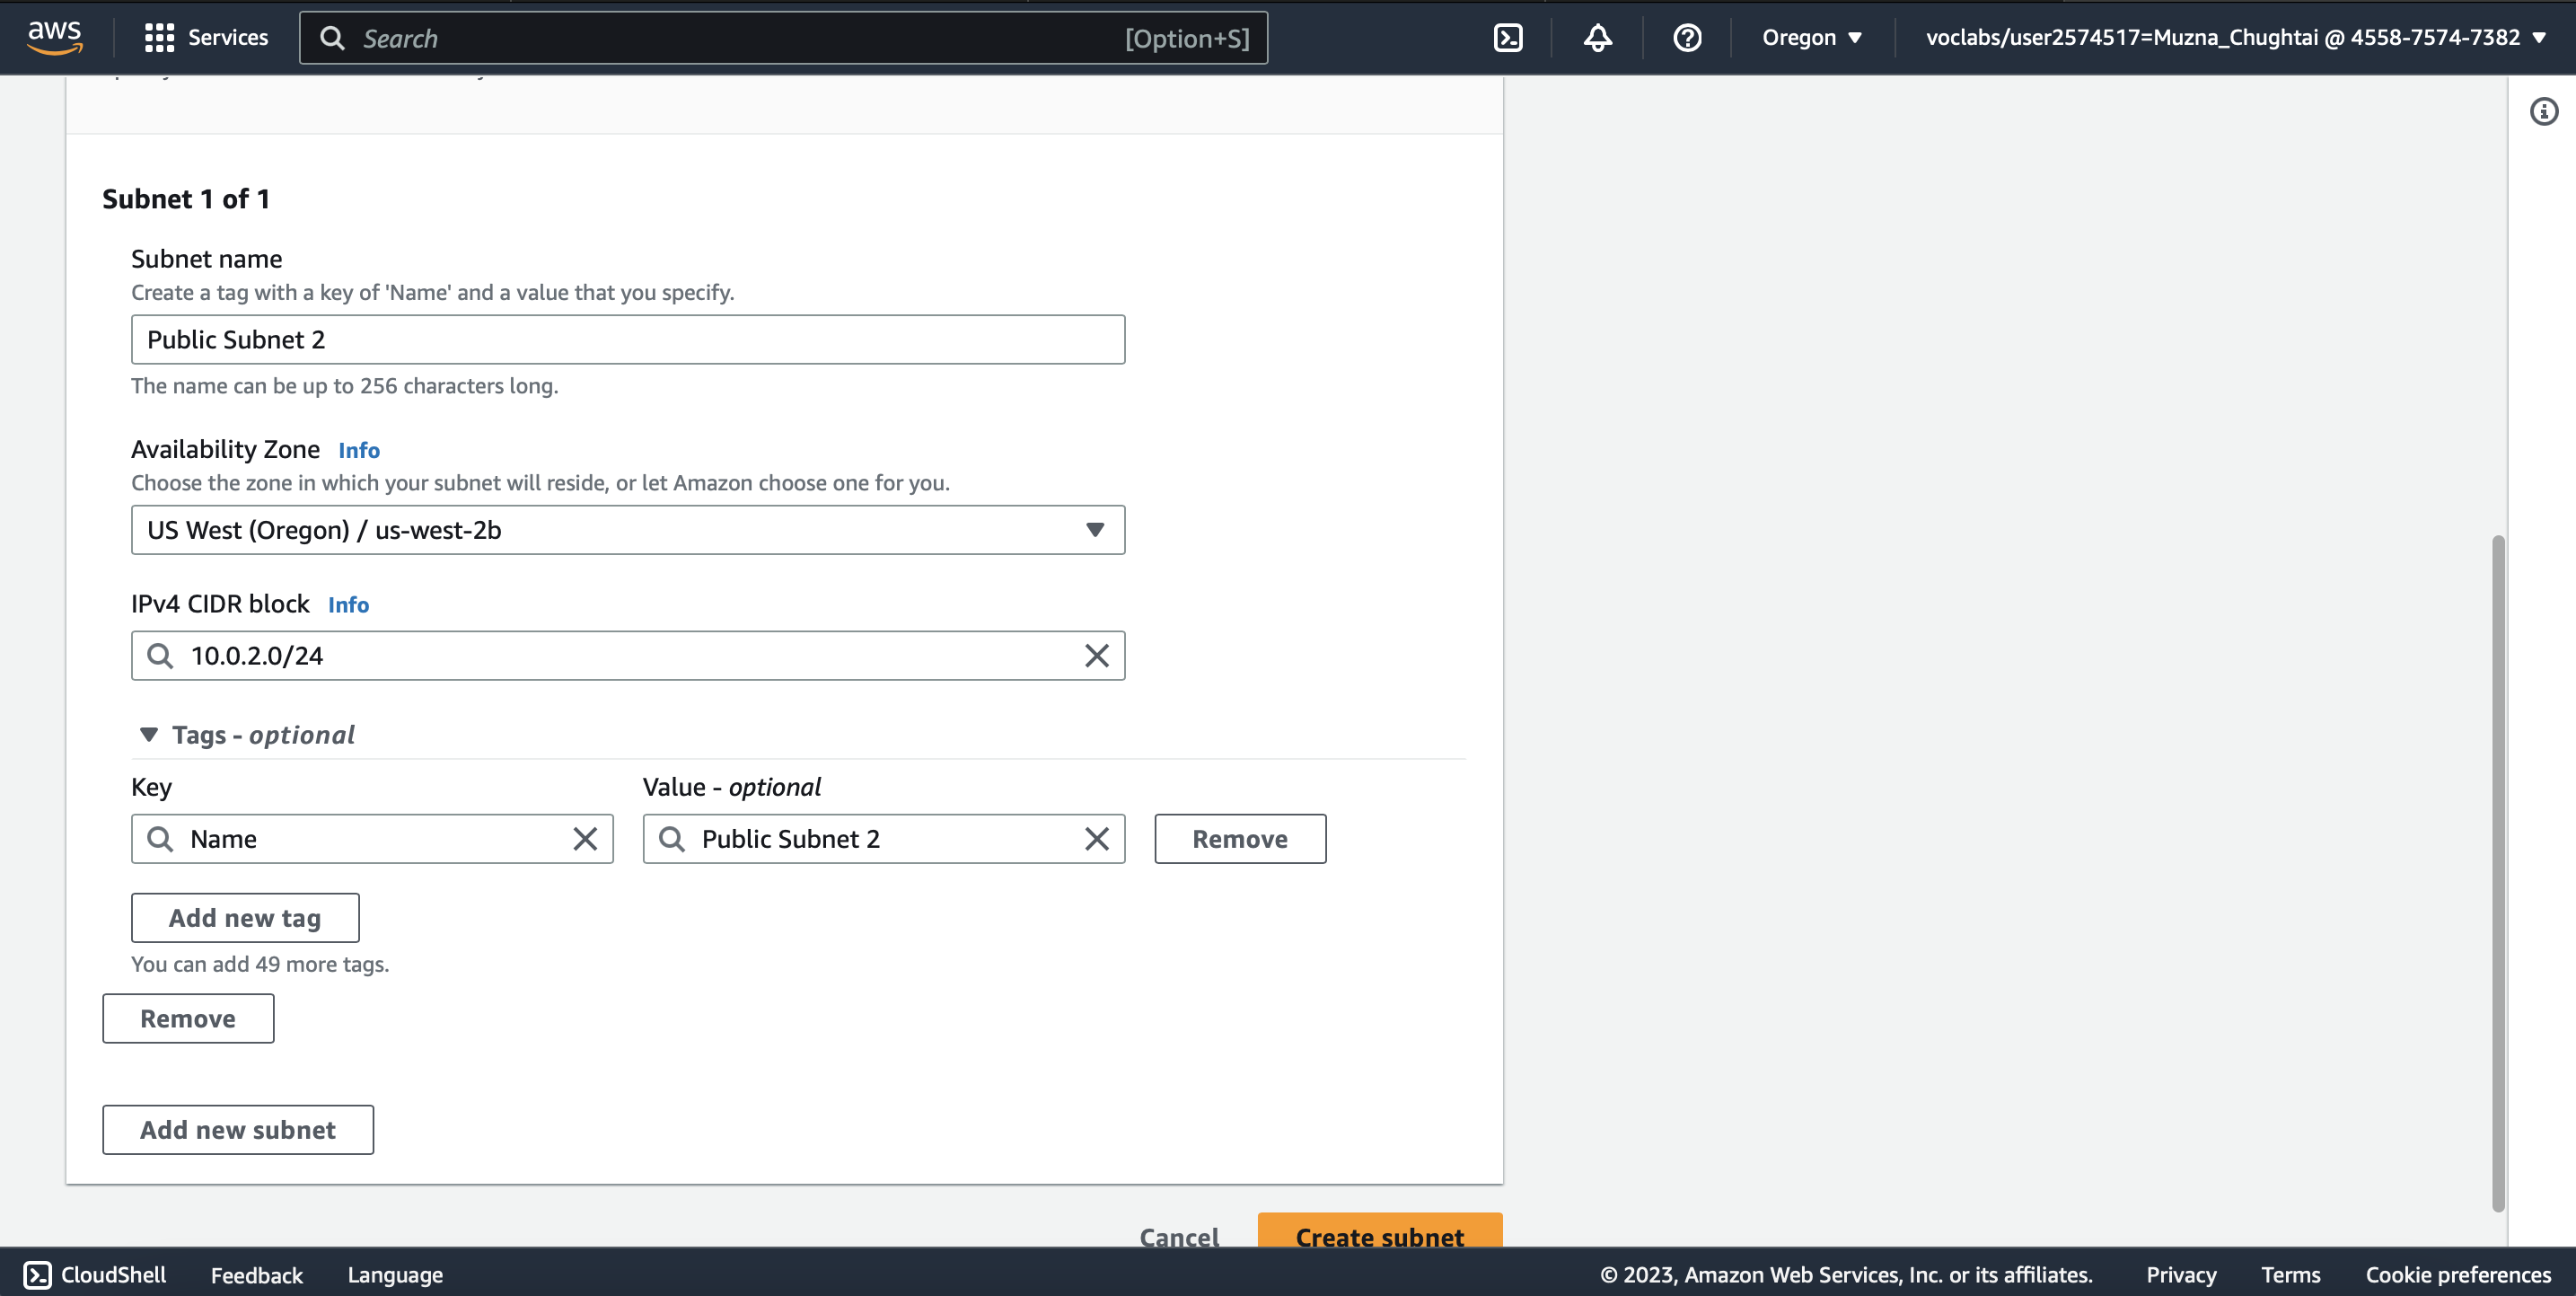 aws
Services
Search
[Option+S]
Oregon
voclabs/user2574517=Muzna_Chughtai @ 4558-7574-7382
Subnet 1 of 1
Subnet name
Create a tag with a key of 'Name' and a value that you specify.
Public Subnet 2
The name can be up to 256 characters long.
Availability Zone Info
Choose the zone in which your subnet will reside, or let Amazon choose one for you.
US West (Oregon) / us-west-2b
IPv4 CIDR block Info
10.0.2.0/24
Tags - optional
Key Value - optional
Name Public Subnet 2 Remove
Add new tag
You can add 49 more tags.
Remove
Add new subnet
Cancel Create subnet
CloudShell Feedback Language © 2023, Amazon Web Services, Inc. or its affiliates. Privacy Terms Cookie preferences